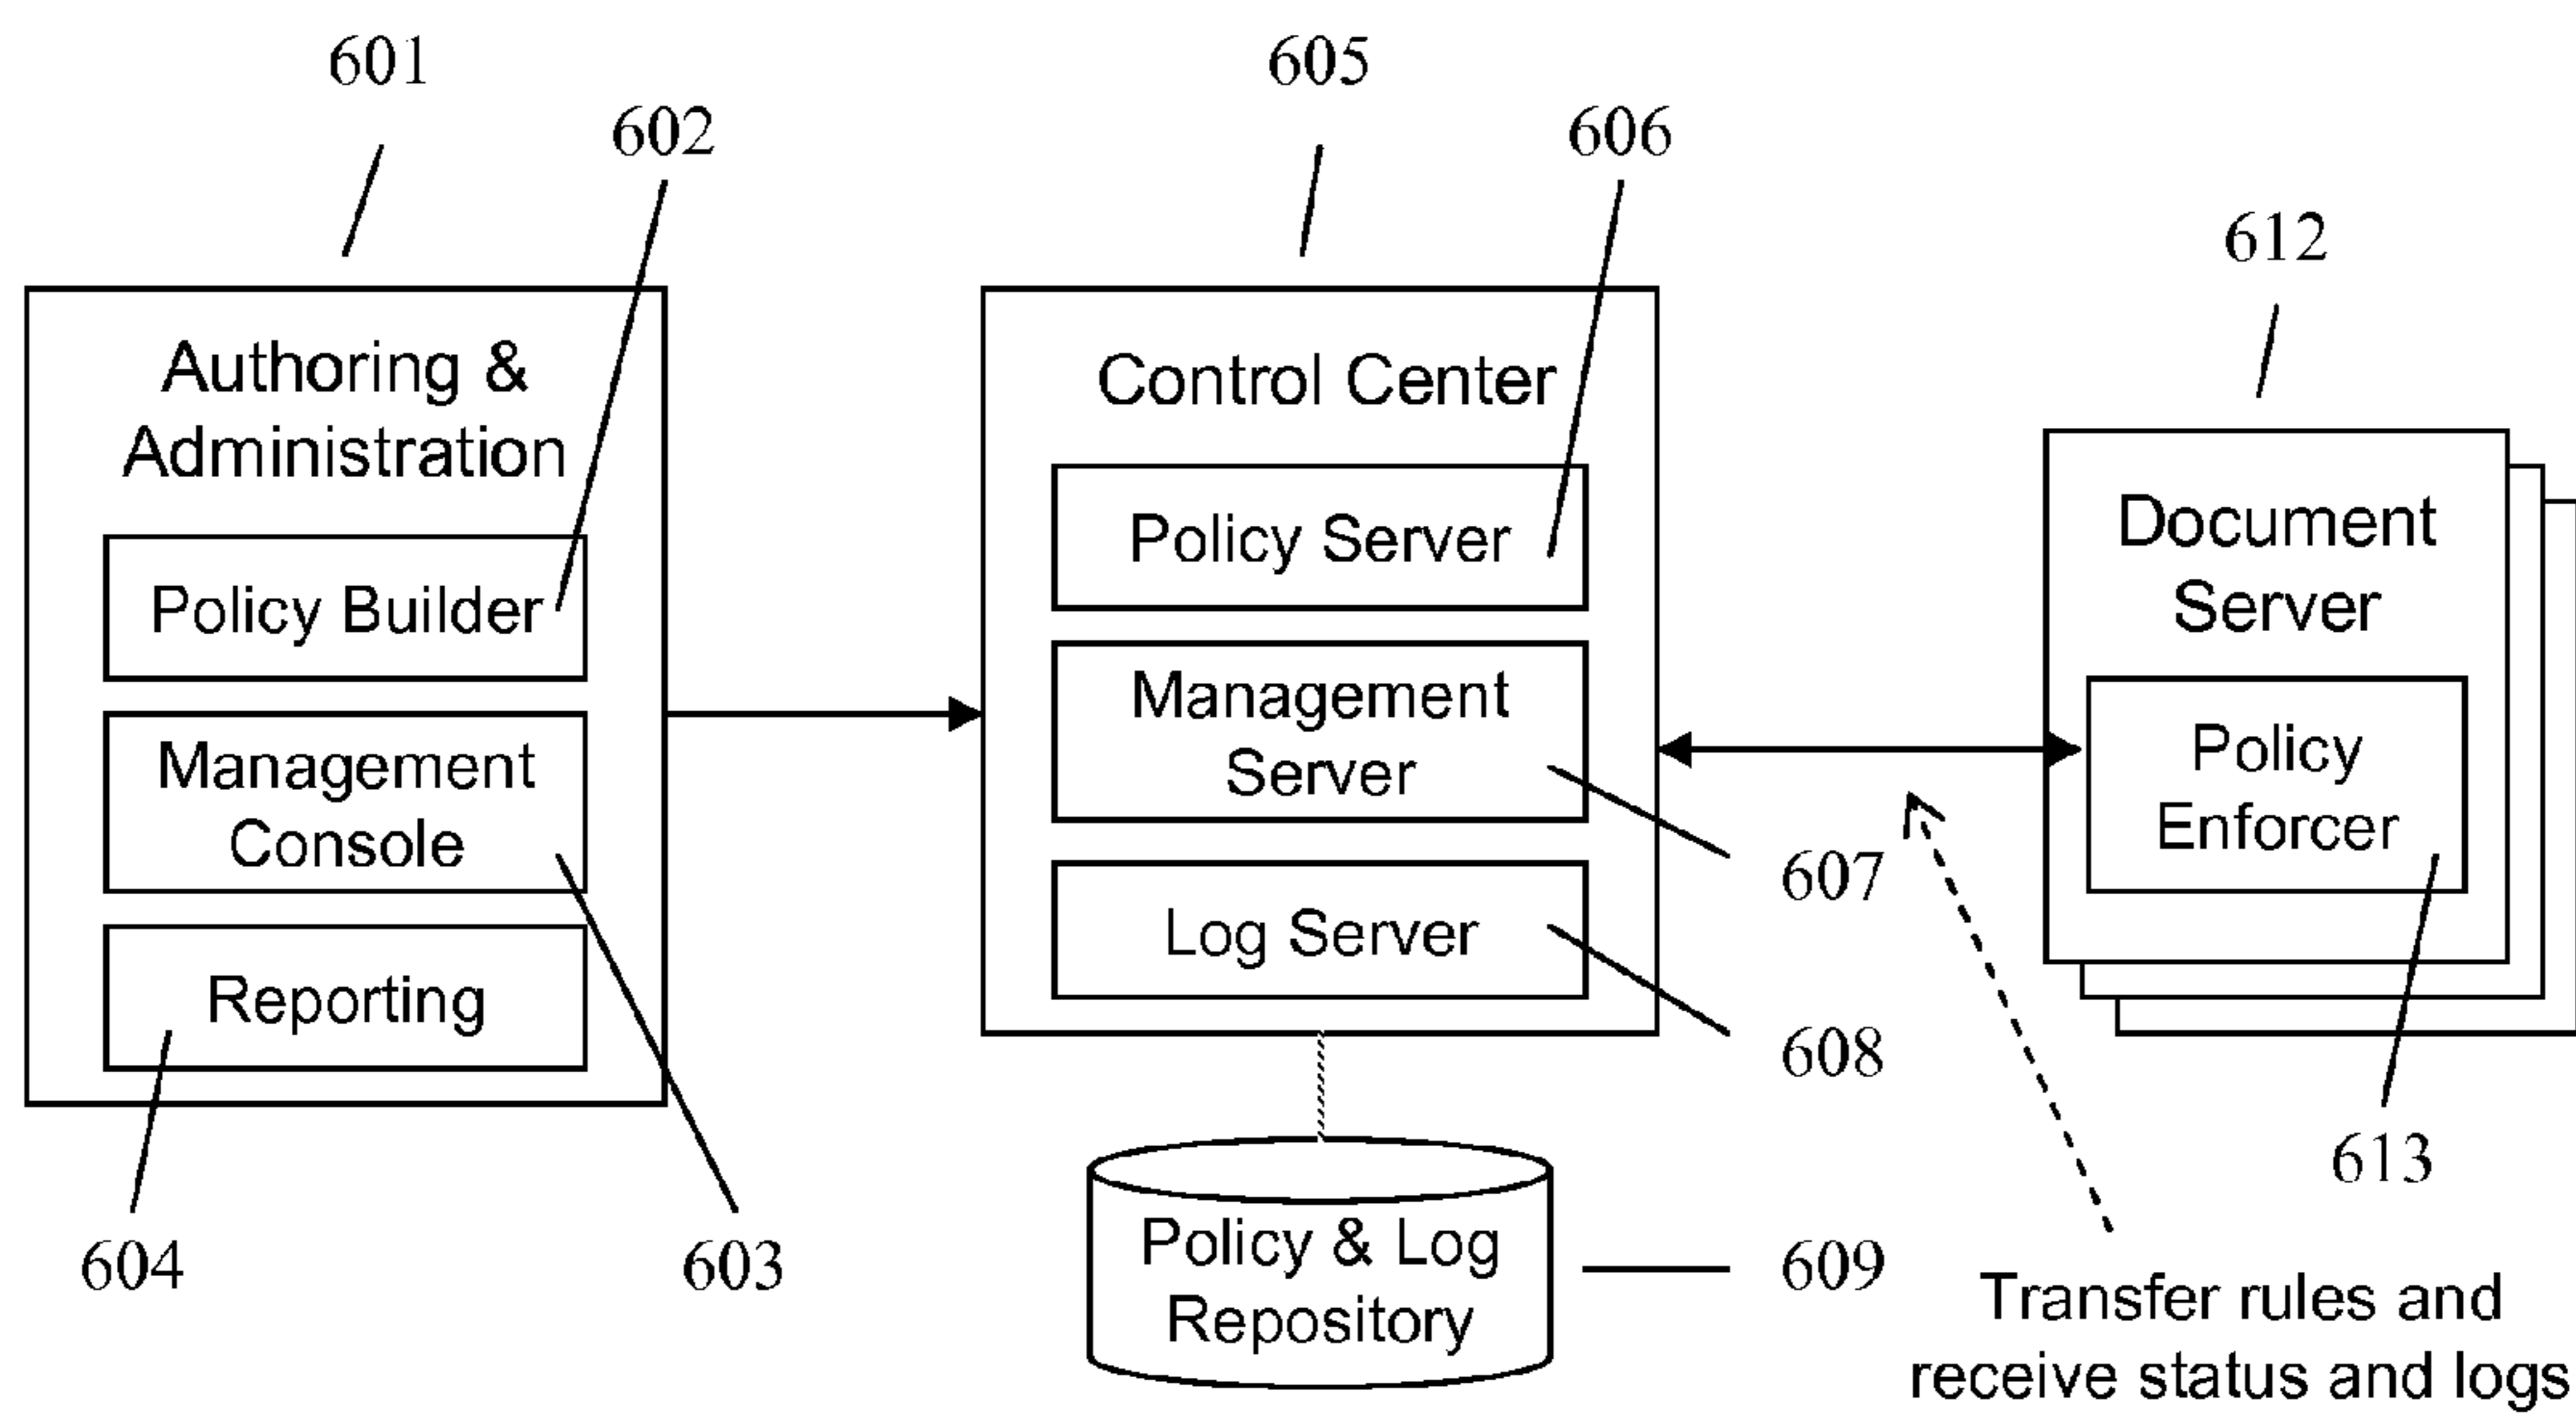 601
602
605
606
612
Authoring &
Administration
Policy Builder
Management
Console
Reporting
604
603
Control Center
Policy Server
Management
Server
Log Server
607
608
Policy & Log
Repository
609
Document
Server
Policy
Enforcer
613
Transfer rules and
receive status and logs